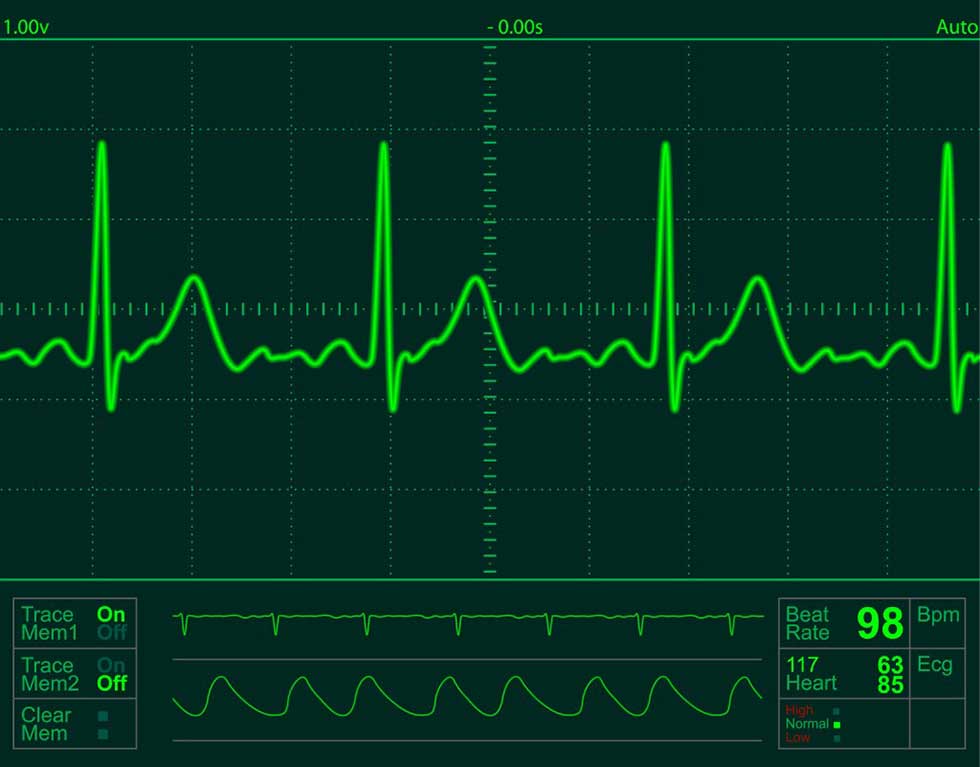 1.00v - 0.00s Auto
Trace On
Mem1 Off
Trace On
Mem2 Off
Clear
Mem
Beat Rate 98 Bpm
117 63 Ecg
Heart 85
High
Normal
Low